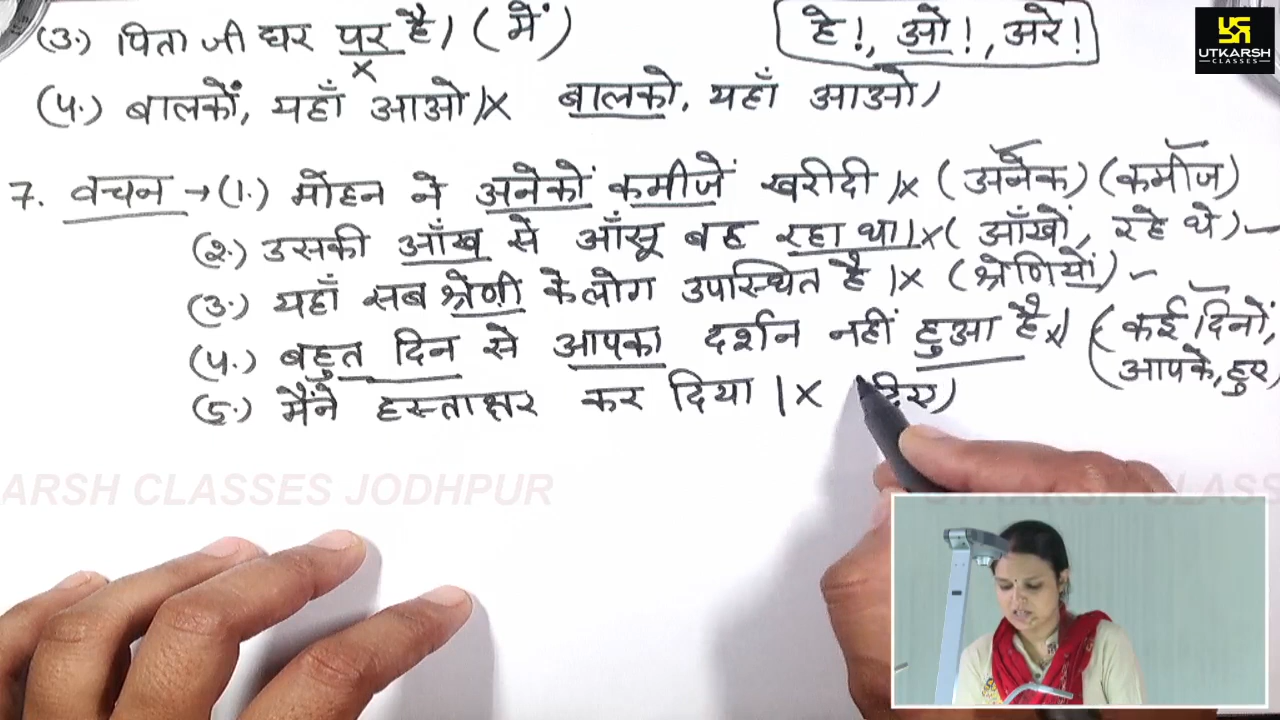 (3.) पिता जी घर पर है। (में)
x
हे!, ओ!, अरे!
UTKARSH
CLASSES
(4.) बालकों, यहाँ आओ।x बालको, यहाँ आओ।
7. वचन → (1.) मोहन ने अनेकों कमीजें खरीदी।x (अनेक) (कमीज)
(2.) उसकी आँख से आँसू बह रहा था।x (आँखों, रहे थे)
(3.) यहाँ सब श्रेणी के लोग उपस्थित है।x (श्रेणियों)
(4.) बहुत दिन से आपका दर्शन नहीं हुआ है।x (कई दिनों,
आपके, हुए)
(5.) मैंने हस्ताक्षर कर दिया।x दिए)
ARSH CLASSES JODHPUR